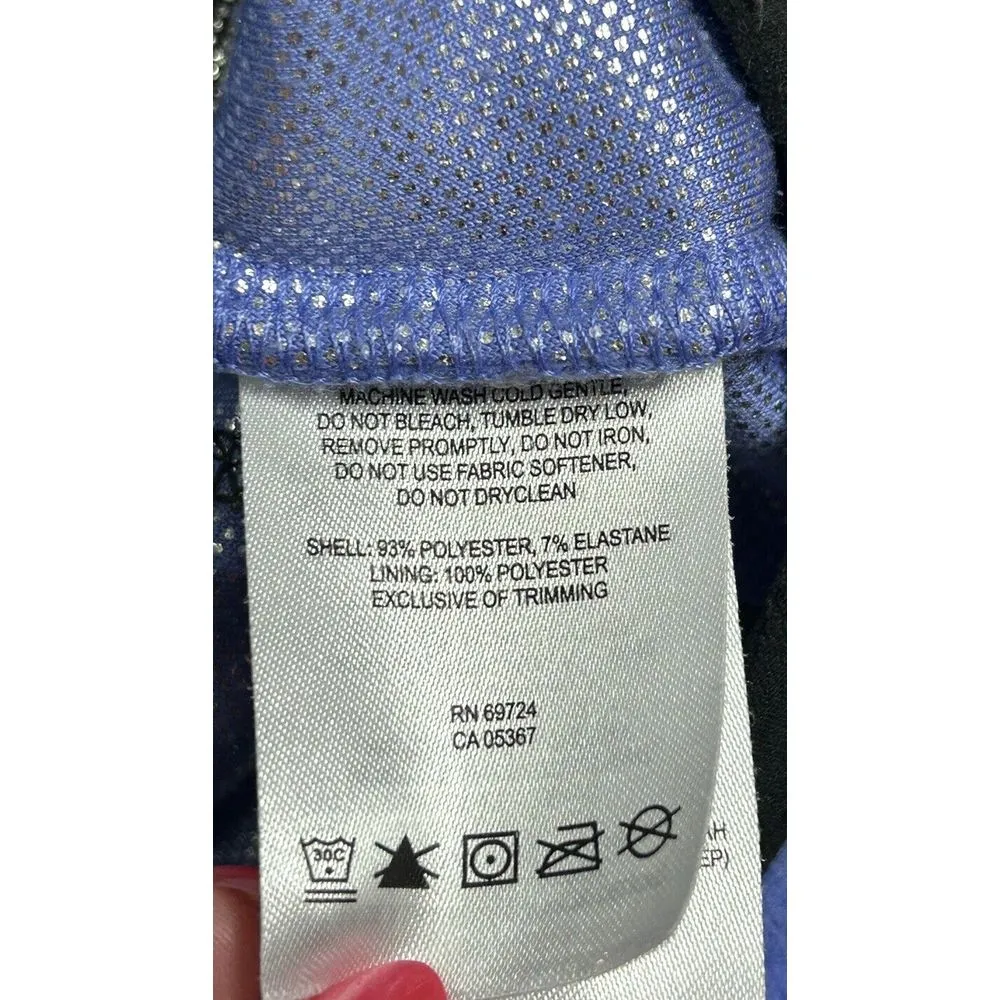 MACHINE WASH COLD GENTLE,
DO NOT BLEACH, TUMBLE DRY LOW,
REMOVE PROMPTLY, DO NOT IRON,
DO NOT USE FABRIC SOFTENER,
DO NOT DRYCLEAN
SHELL: 93% POLYESTER, 7% ELASTANE
LINING: 100% POLYESTER
EXCLUSIVE OF TRIMMING
RN 69724
CA 05367
30C